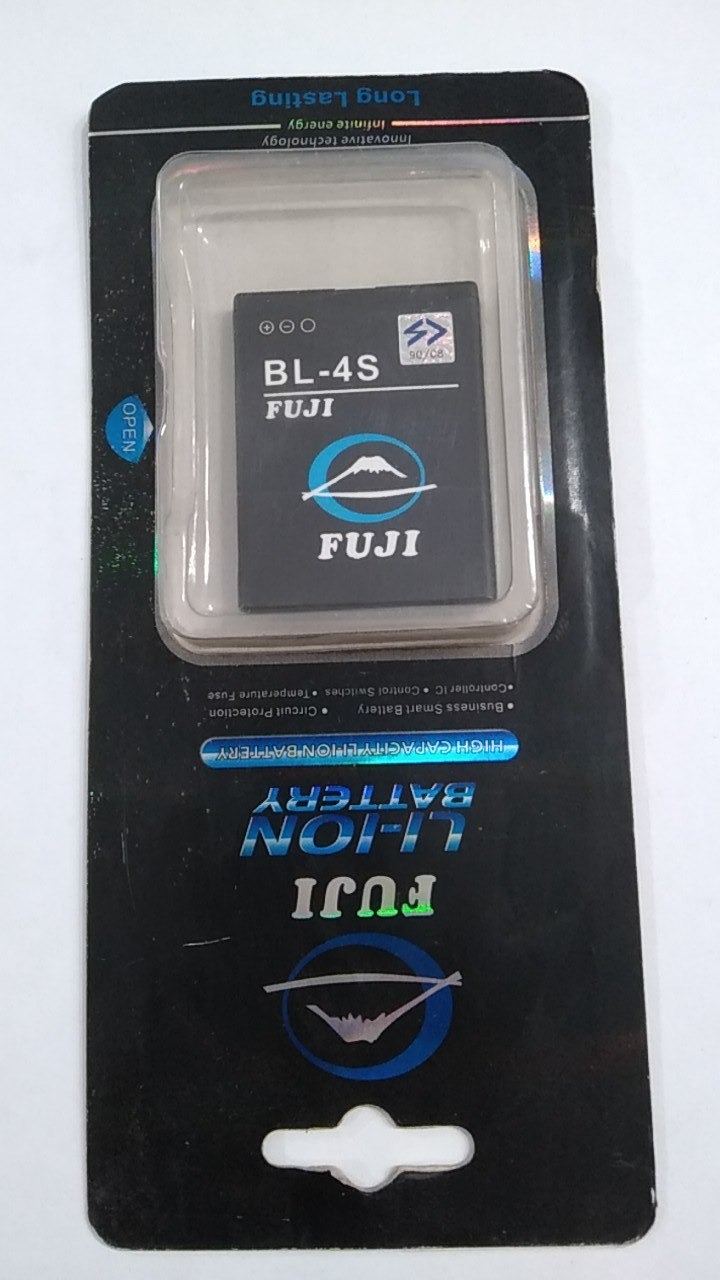 Long Lasting
Infinite energy
Innovative technology
BL-4S
FUJI
90/08
FUJI
OPEN
• Controller IC • Control Switches • Temperature Fuse
• Business Smart Battery • Circuit Protection
HIGH CAPACITY LI-ION BATTERY
LI-ION
BATTERY
FUJI